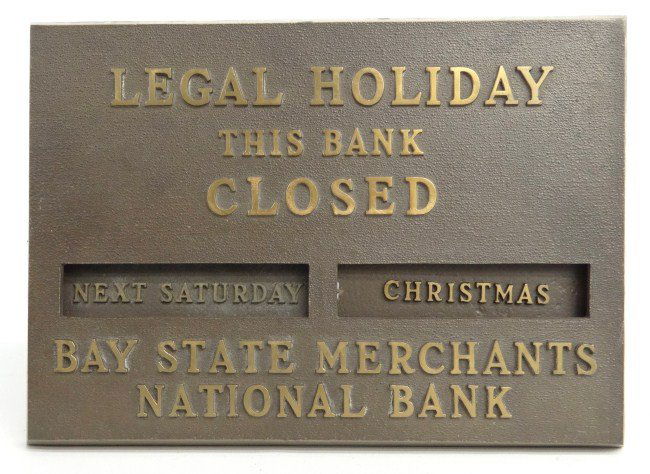 LEGAL HOLIDAY
THIS BANK
CLOSED
NEXT SATURDAY CHRISTMAS
BAY STATE MERCHANTS
NATIONAL BANK